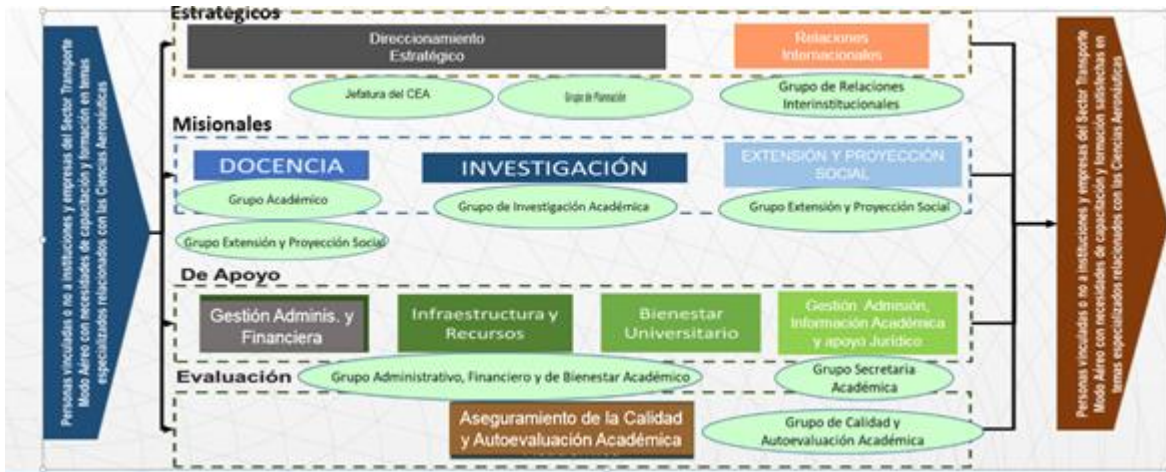 Personas vinculadas o no a instituciones y empresas del Sector Transporte
Modo Aéreo con necesidades de capacitación y formación en temas
especializados relacionados con las Ciencias Aeronáuticas
Estratégicos
Direccionamiento
Estratégico
Relaciones
Internacionales
Jefatura del CEA
Grupo de Planeación
Grupo de Relaciones
Interinstitucionales
Misionales
DOCENCIA
INVESTIGACIÓN
EXTENSIÓN Y PROYECCIÓN
SOCIAL
Grupo Académico
Grupo de Investigación Académica
Grupo Extensión y Proyección Social
Grupo Extensión y Proyección Social
De Apoyo
Gestión Adminis. y
Financiera
Infraestructura y
Recursos
Bienestar
Universitario
Gestión Admisión,
Información Académica
y apoyo Jurídico
Evaluación
Grupo Administrativo, Financiero y de Bienestar Académico
Grupo Secretaria
Académica
Aseguramiento de la Calidad
y Autoevaluación Académica
Grupo de Calidad y
Autoevaluación Académica
Personas vinculadas o no a instituciones y empresas del Sector Transporte
Modo Aéreo con necesidades de capacitación y formación satisfechas en
temas especializados relacionados con las Ciencias Aeronáuticas